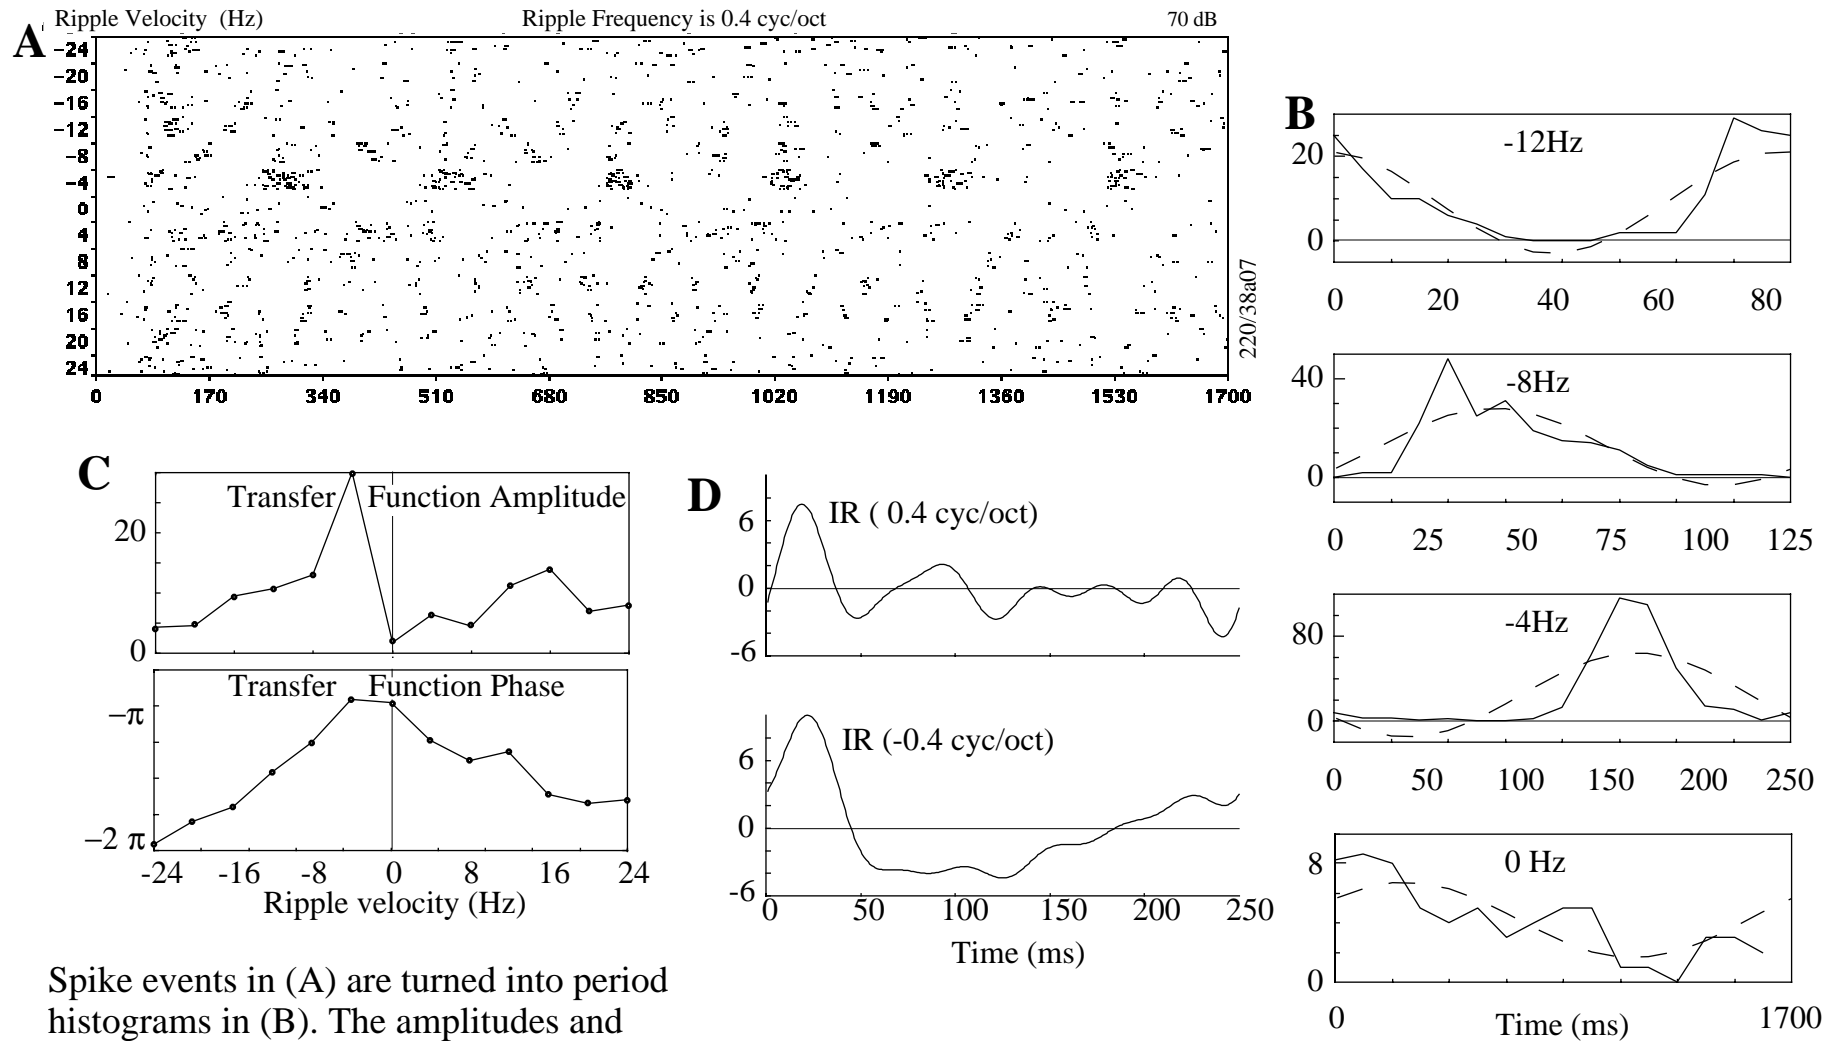 A
Ripple Velocity (Hz)
Ripple Frequency is 0.4 cyc/oct
70 dB
−24
−20
−16
−12
−8
−4
0
4
8
12
16
20
24
0 170 340 510 680 850 1020 1190 1360 1530 1700
220/38a07
B
-12Hz
20
0
0 20 40 60 80
-8Hz
40
0
0 25 50 75 100 125
-4Hz
80
0
0 50 100 150 200 250
0 Hz
8
0
0 Time (ms) 1700
C
Transfer Function Amplitude
20
0
Transfer Function Phase
−π
−2 π
-24 -16 -8 0 8 16 24
Ripple velocity (Hz)
D
IR ( 0.4 cyc/oct)
6
0
-6
IR (-0.4 cyc/oct)
6
0
-6
0 50 100 150 200 250
Time (ms)
Spike events in (A) are turned into period
histograms in (B). The amplitudes and